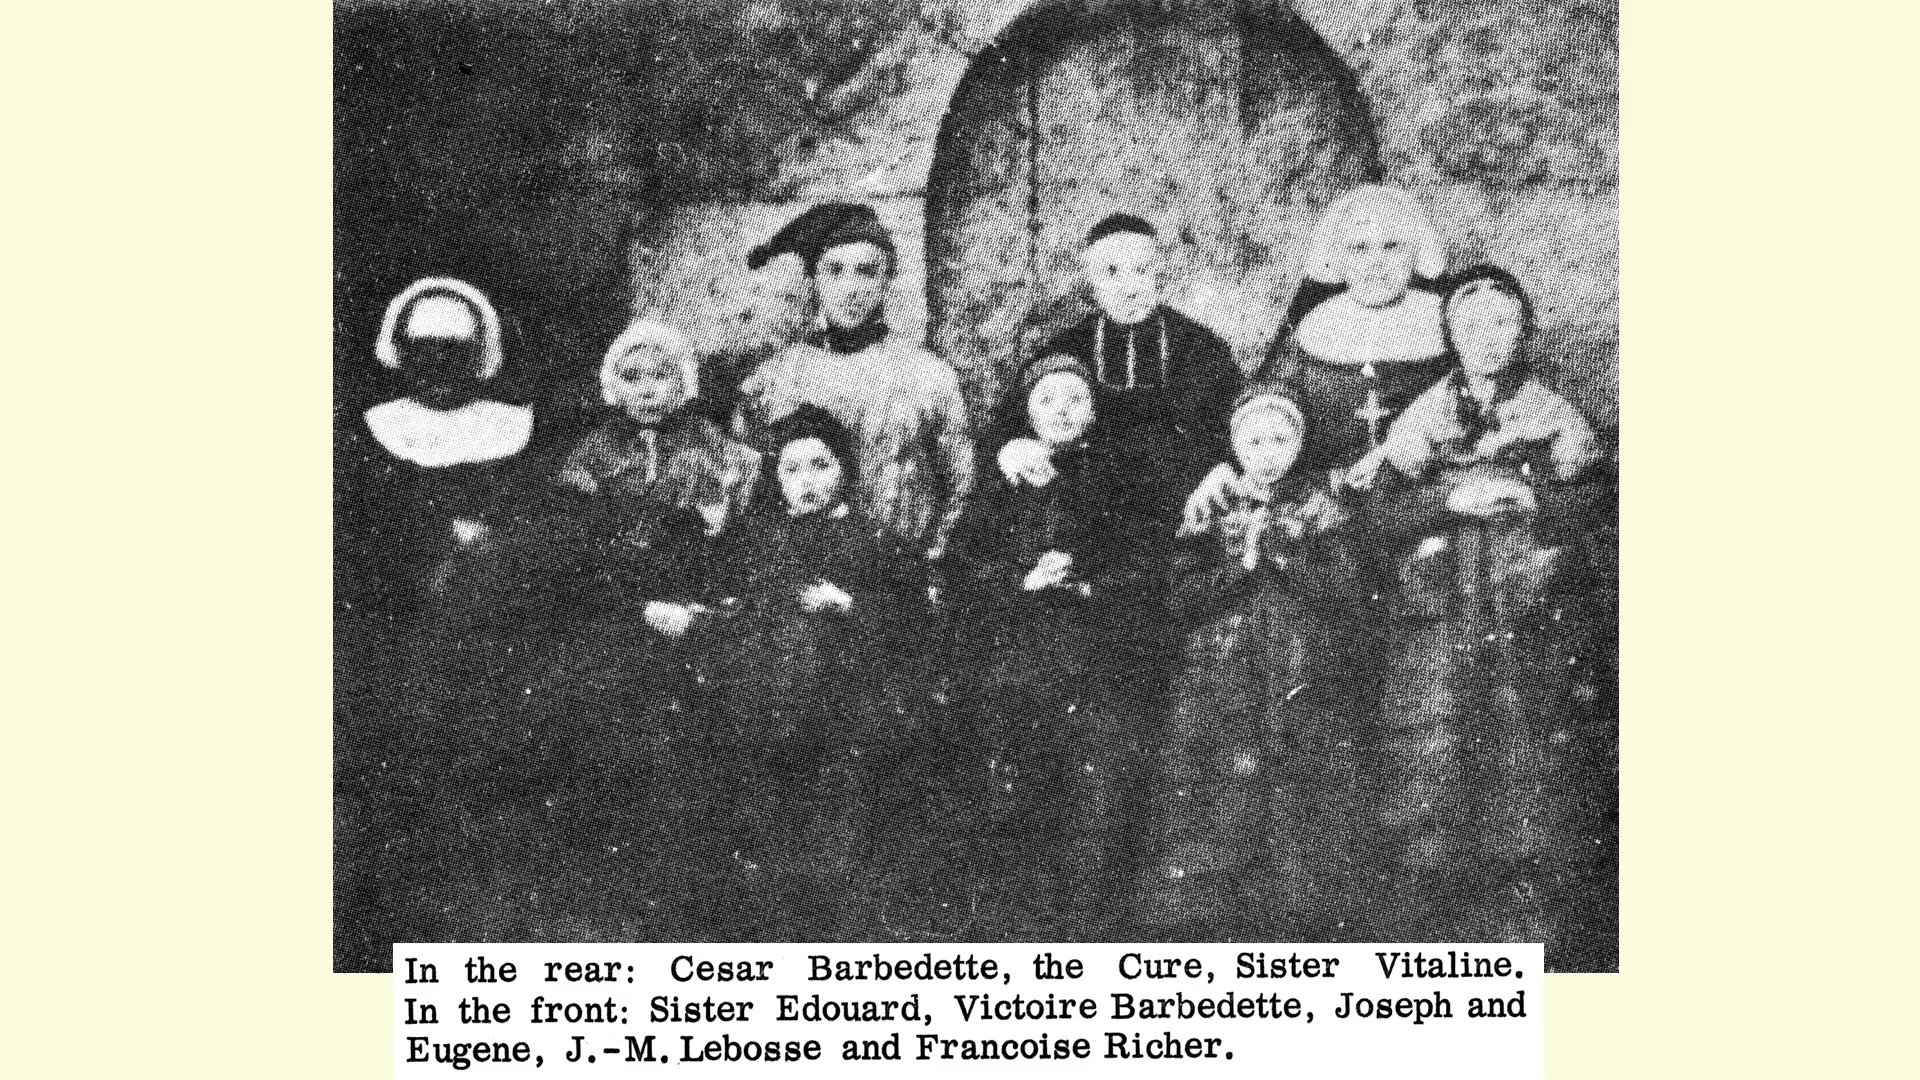 In the rear: Cesar Barbedette, the Cure, Sister Vitaline.
In the front: Sister Edouard, Victoire Barbedette, Joseph and
Eugene, J.-M. Lebosse and Francoise Richer.